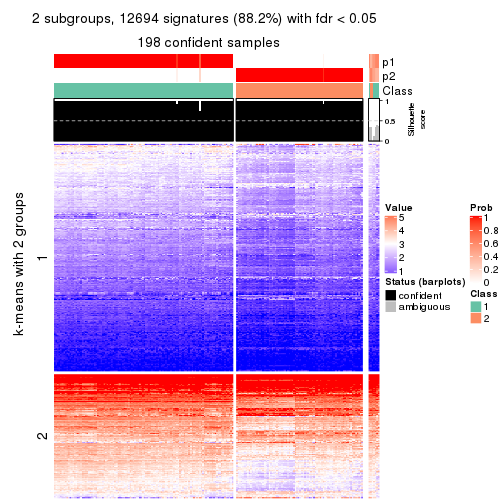 2 subgroups, 12694 signatures (88.2%) with fdr < 0.05
198 confident samples
p1
p2
Class
1
0.5
0
Silhouette
score
k-means with 2 groups
1
2
Value
5
4
3
2
1
Status (barplots)
confident
ambiguous
Prob
1
0.8
0.6
0.4
0.2
0
Class
1
2